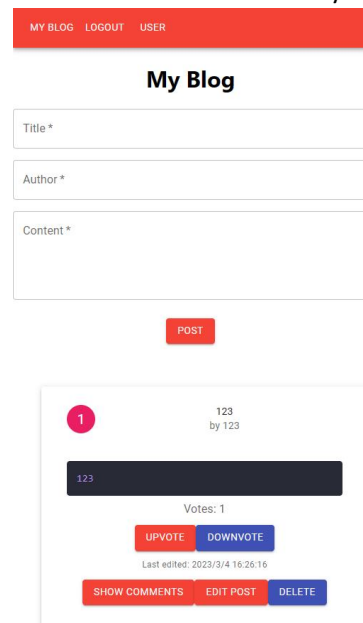 MY BLOG LOGOUT USER
My Blog
Title *
Author *
Content *
POST
1
123
by 123
123
Votes: 1
UPVOTE DOWNVOTE
Last edited: 2023/3/4 16:26:16
SHOW COMMENTS EDIT POST DELETE